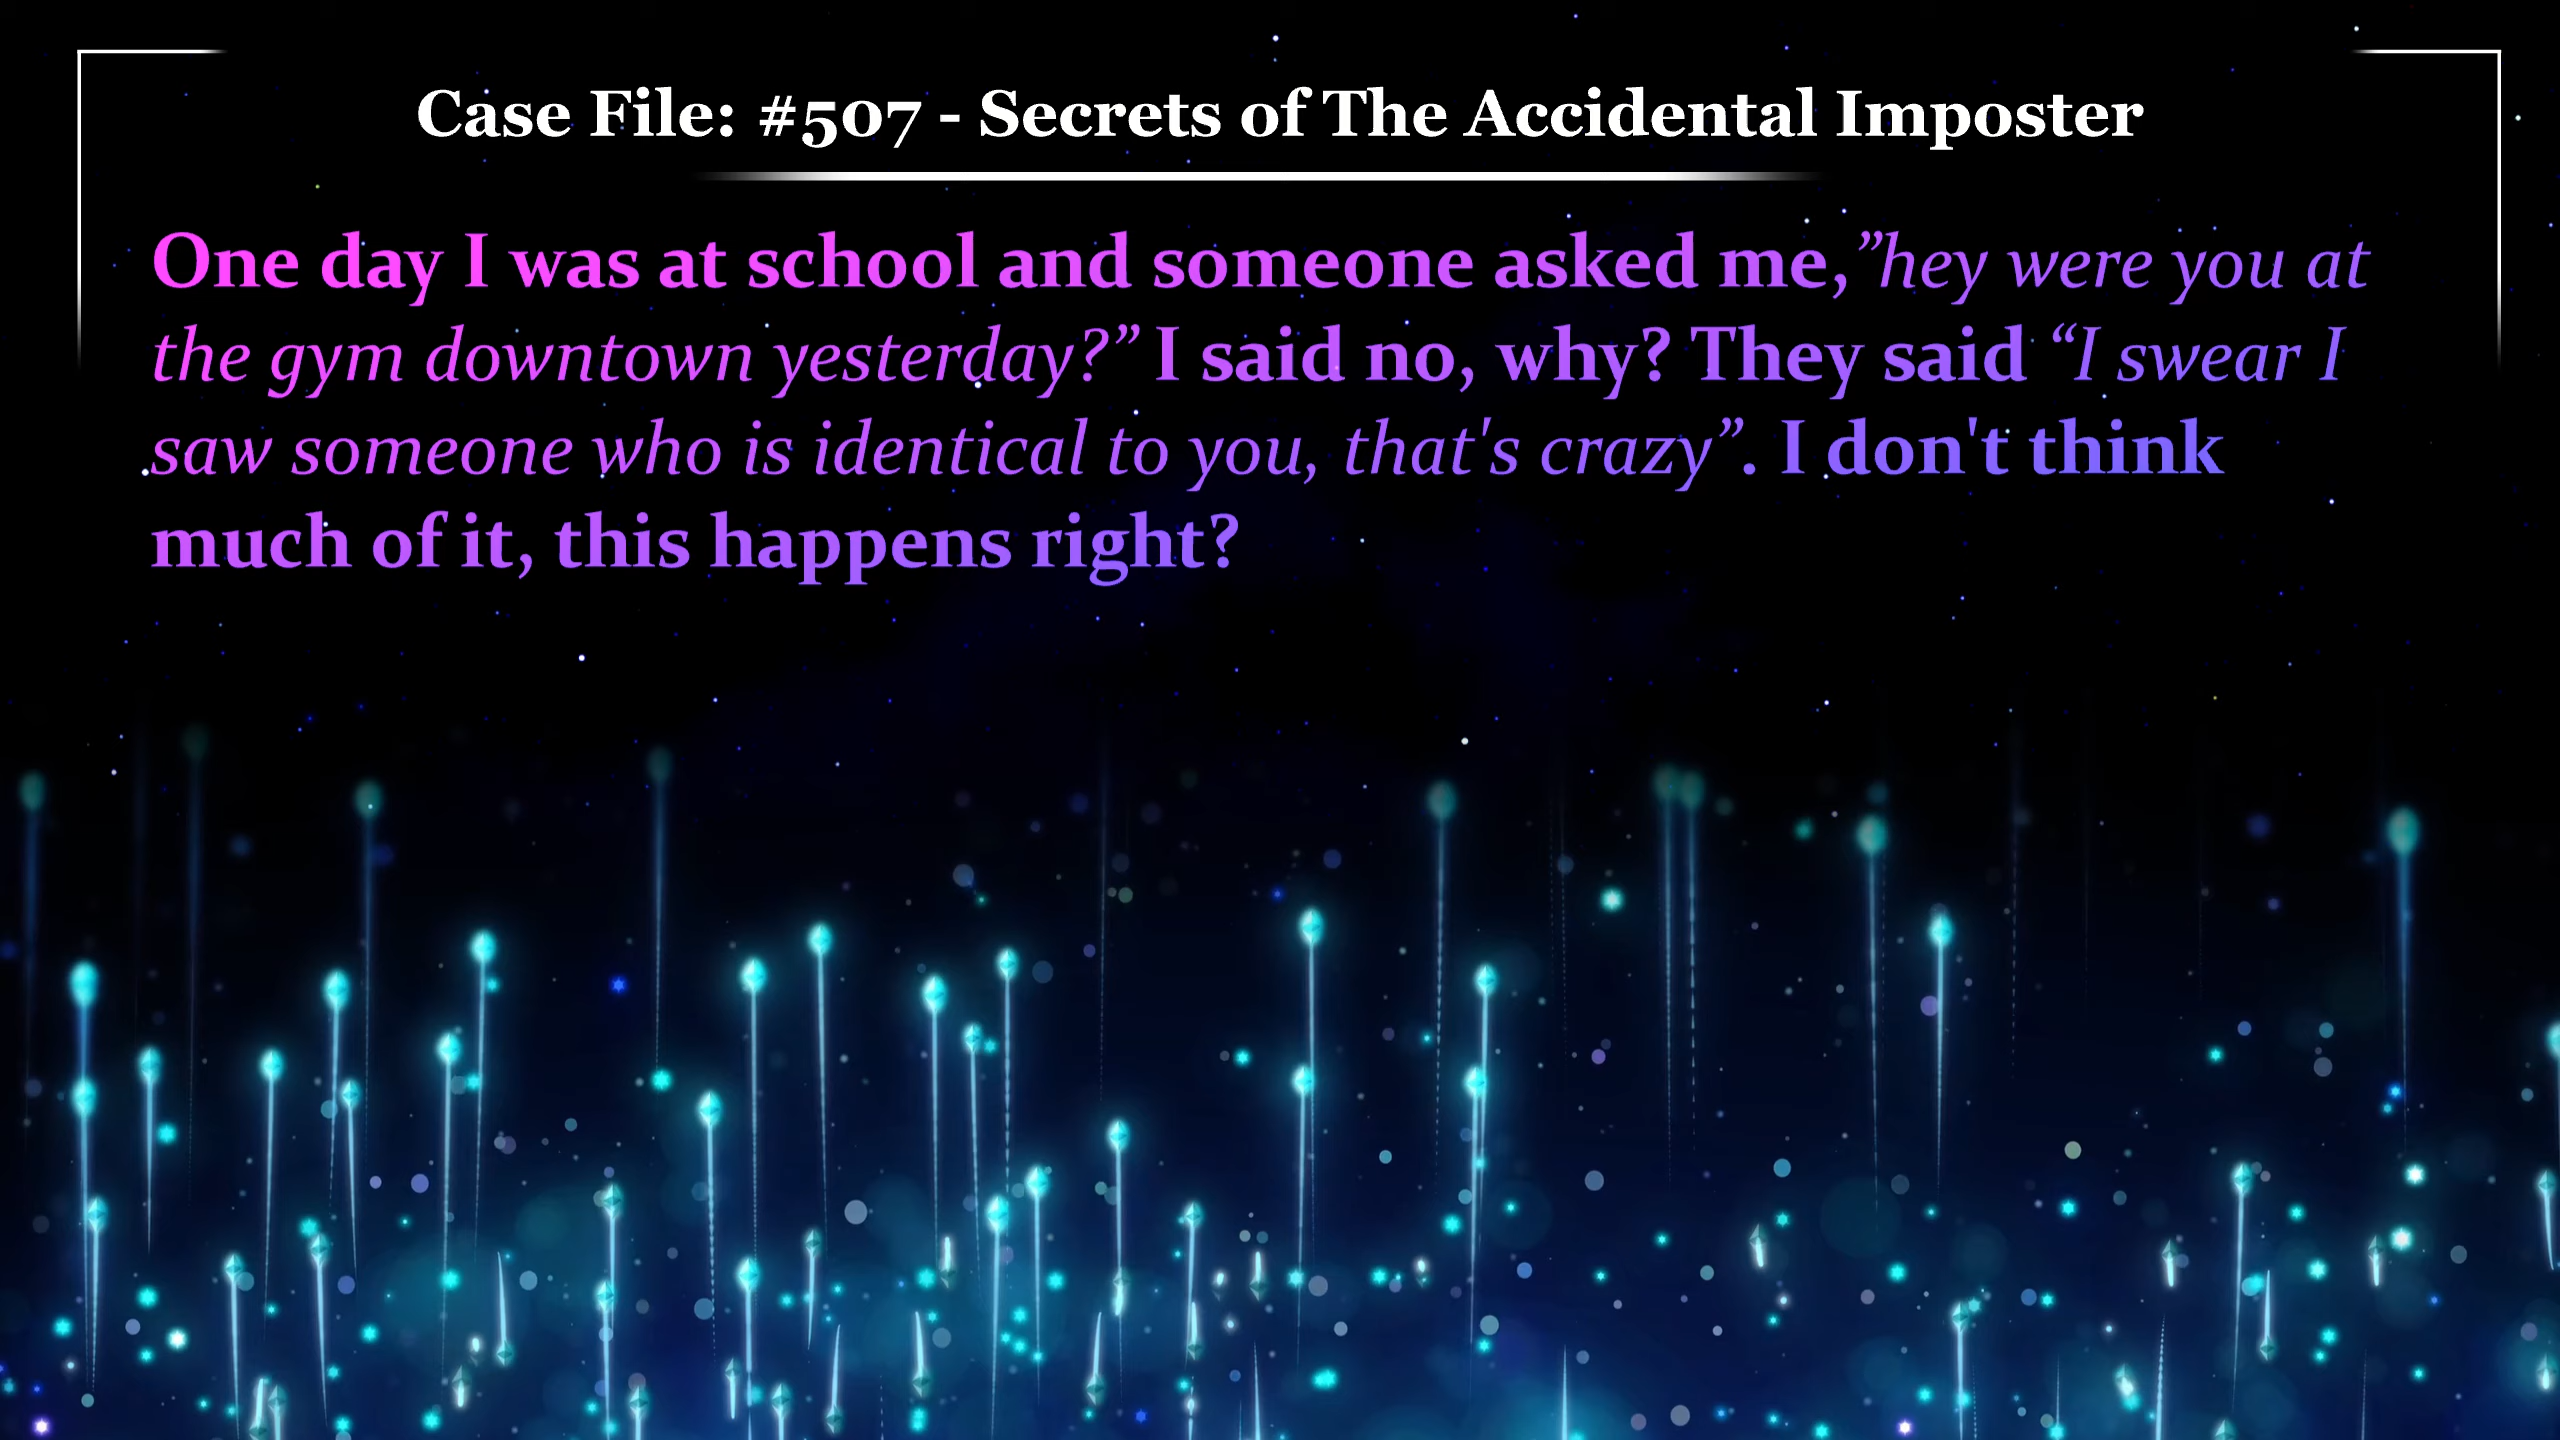 Case File: #507 - Secrets of The Accidental Imposter
One day I was at school and someone asked me,”hey were you at
the gym downtown yesterday?” I said no, why? They said “I swear I
saw someone who is identical to you, that's crazy”. I don't think
much of it, this happens right?